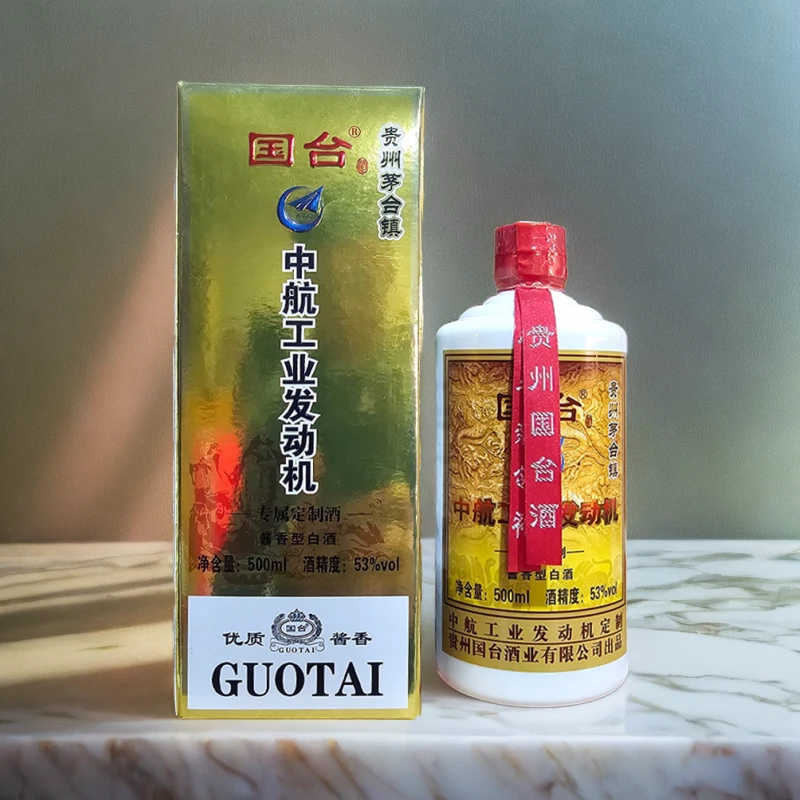 国台®
贵州茅台镇
中航工业发动机
专属定制酒
酱香型白酒
净含量：500ml 酒精度：53%vol
优质 国台 酱香
GUOTAI
GUOTAI
贵州国台酒
国台®
贵州茅台镇
中航工 发动机
制
酱香型白酒
净含量：500ml 酒精度：53%vol
中航工业发动机定制
贵州国台酒业有限公司出品